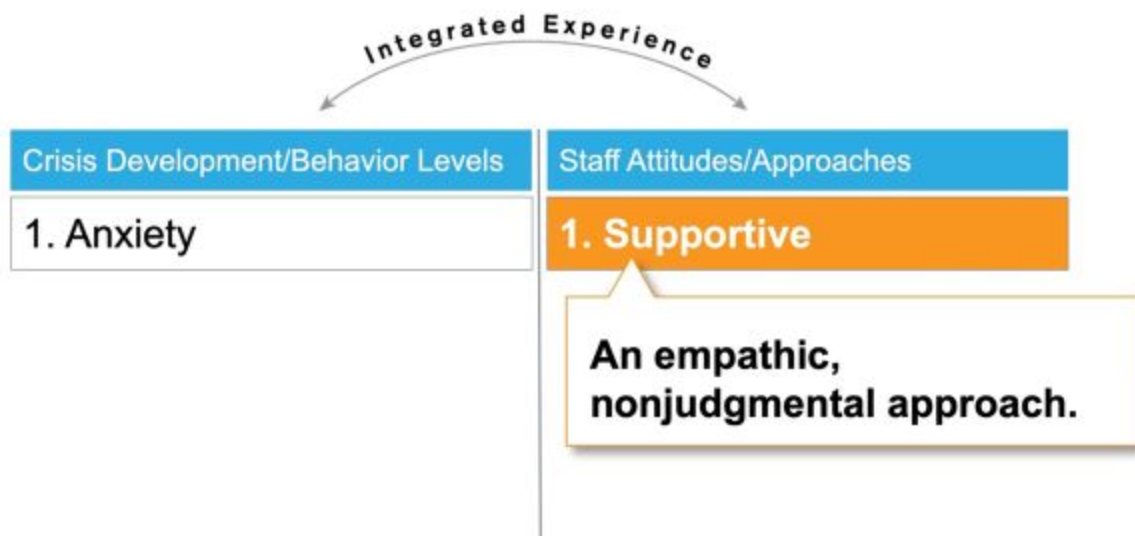 Integrated Experience
Crisis Development/Behavior Levels
Staff Attitudes/Approaches
1. Anxiety
1. Supportive
An empathic,
nonjudgmental approach.